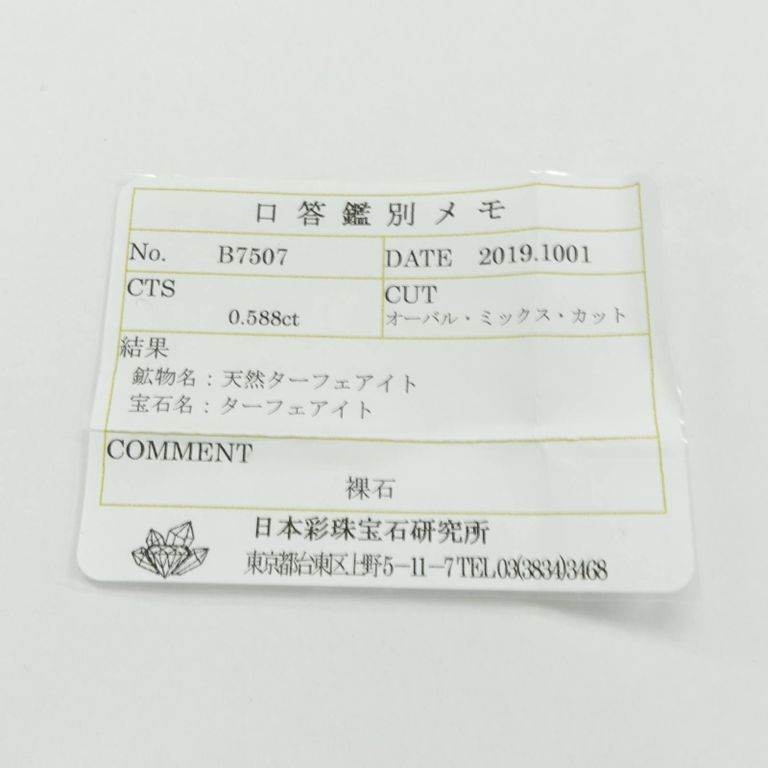 口答鑑別メモ
No. B7507 DATE 2019.1001
CTS CUT
0.588ct オーバル・ミックス・カット
結果
鉱物名：天然ターフェアイト
宝石名：ターフェアイト
COMMENT
裸石
日本彩珠宝石研究所
東京都台東区上野5-11-7 TEL03(3834)3468